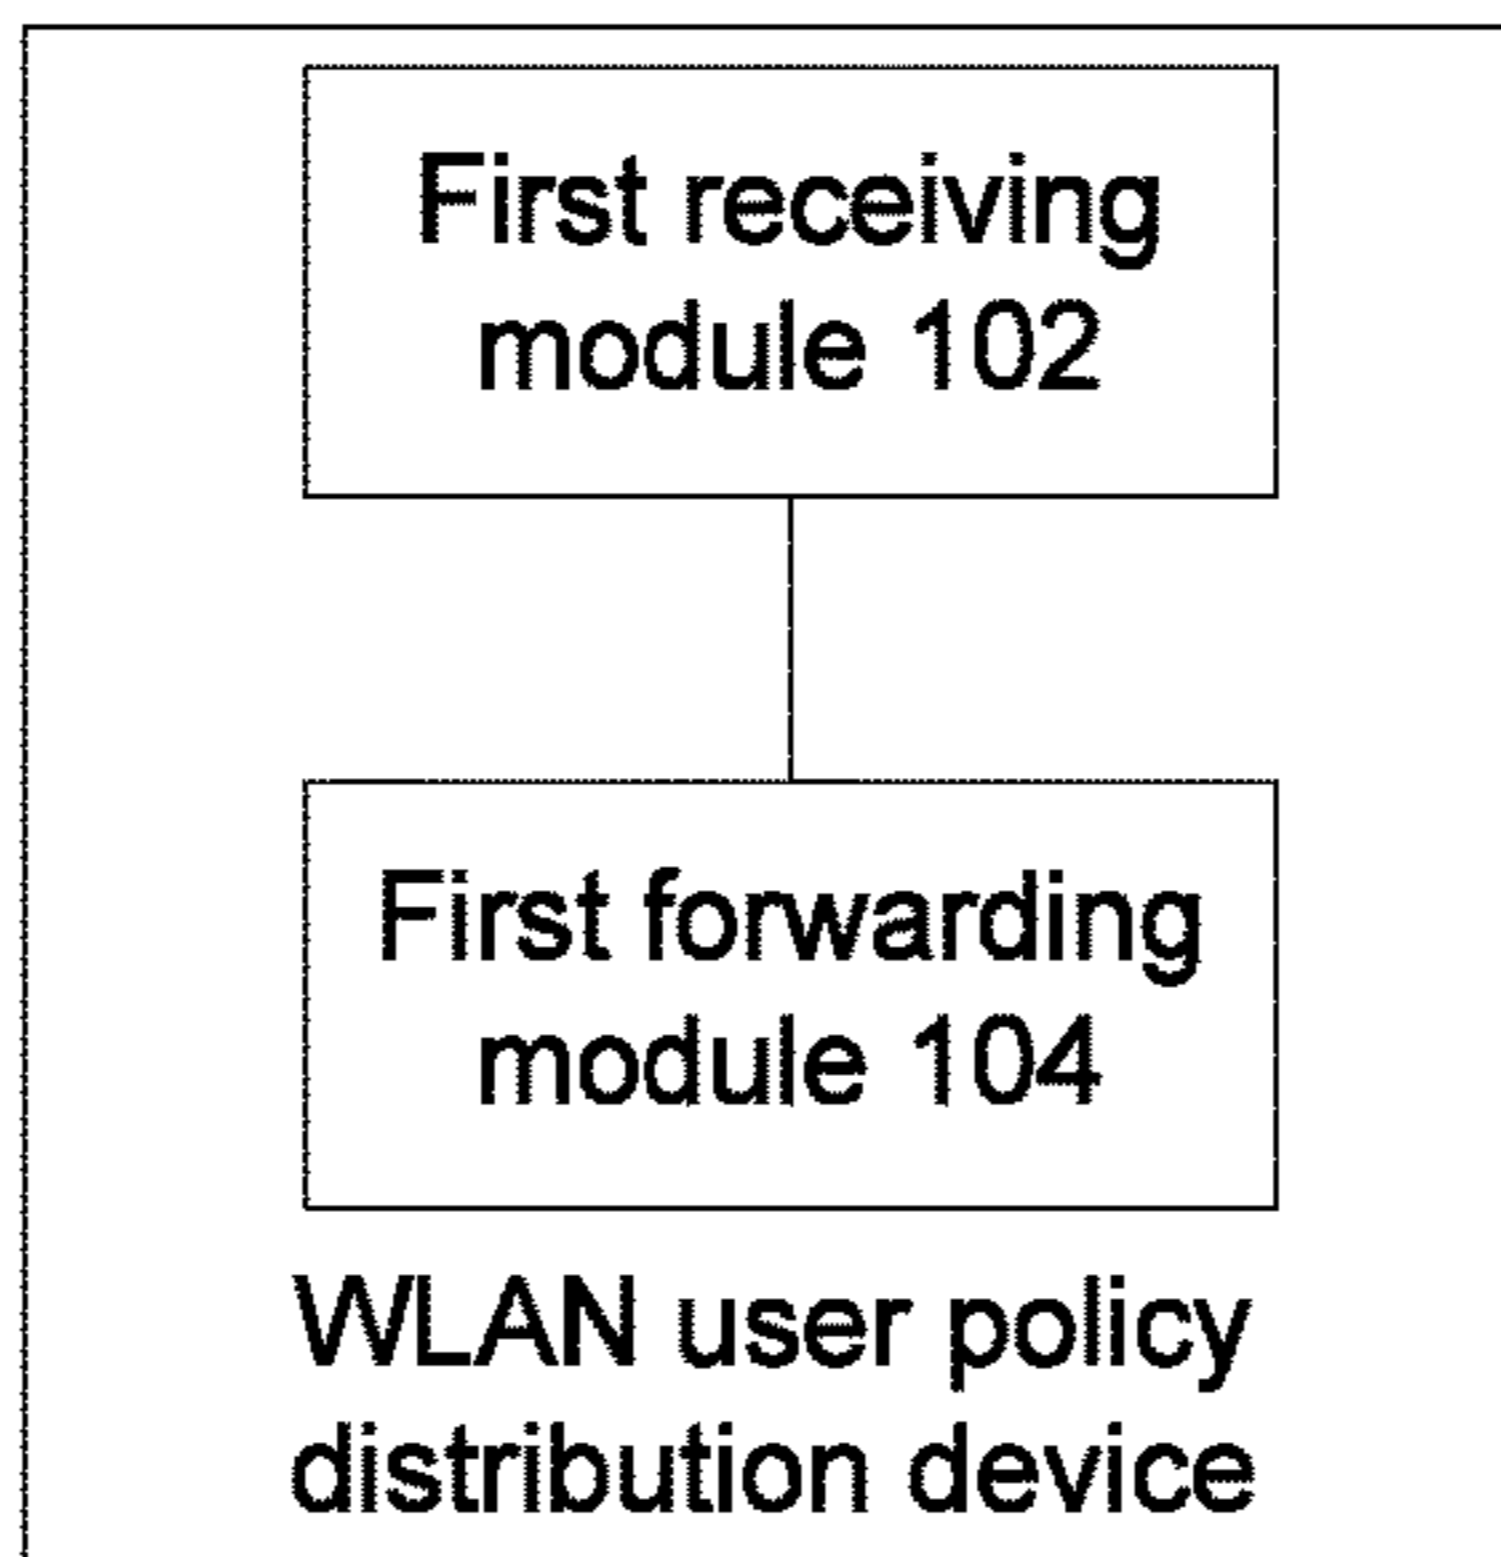 First receiving
module 102
First forwarding
module 104
WLAN user policy
distribution device